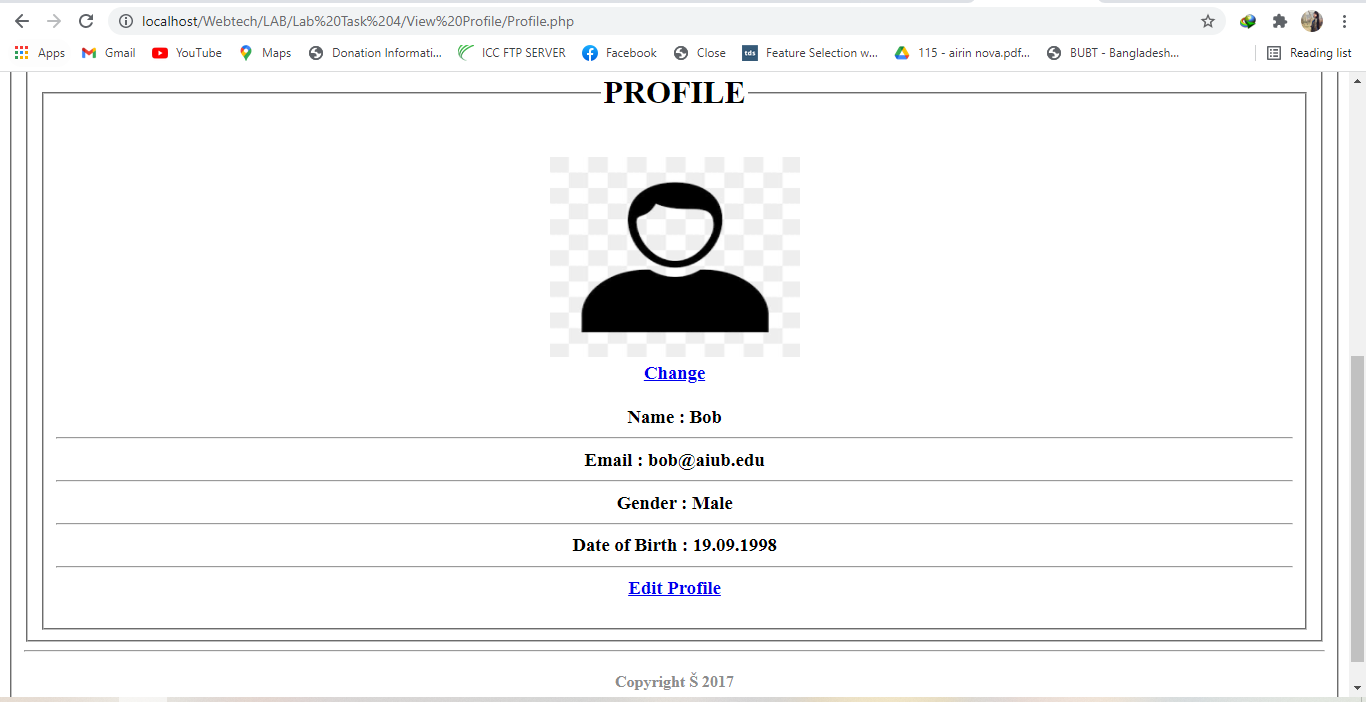 localhost/Webtech/LAB/Lab%20Task%204/View%20Profile/Profile.php
Apps Gmail YouTube Maps Donation Informati... ICC FTP SERVER Facebook Close tds Feature Selection w... 115 - airin nova.pdf... BUBT - Bangladesh... Reading list
PROFILE
Change
Name : Bob
Email : bob@aiub.edu
Gender : Male
Date of Birth : 19.09.1998
Edit Profile
Copyright Š 2017